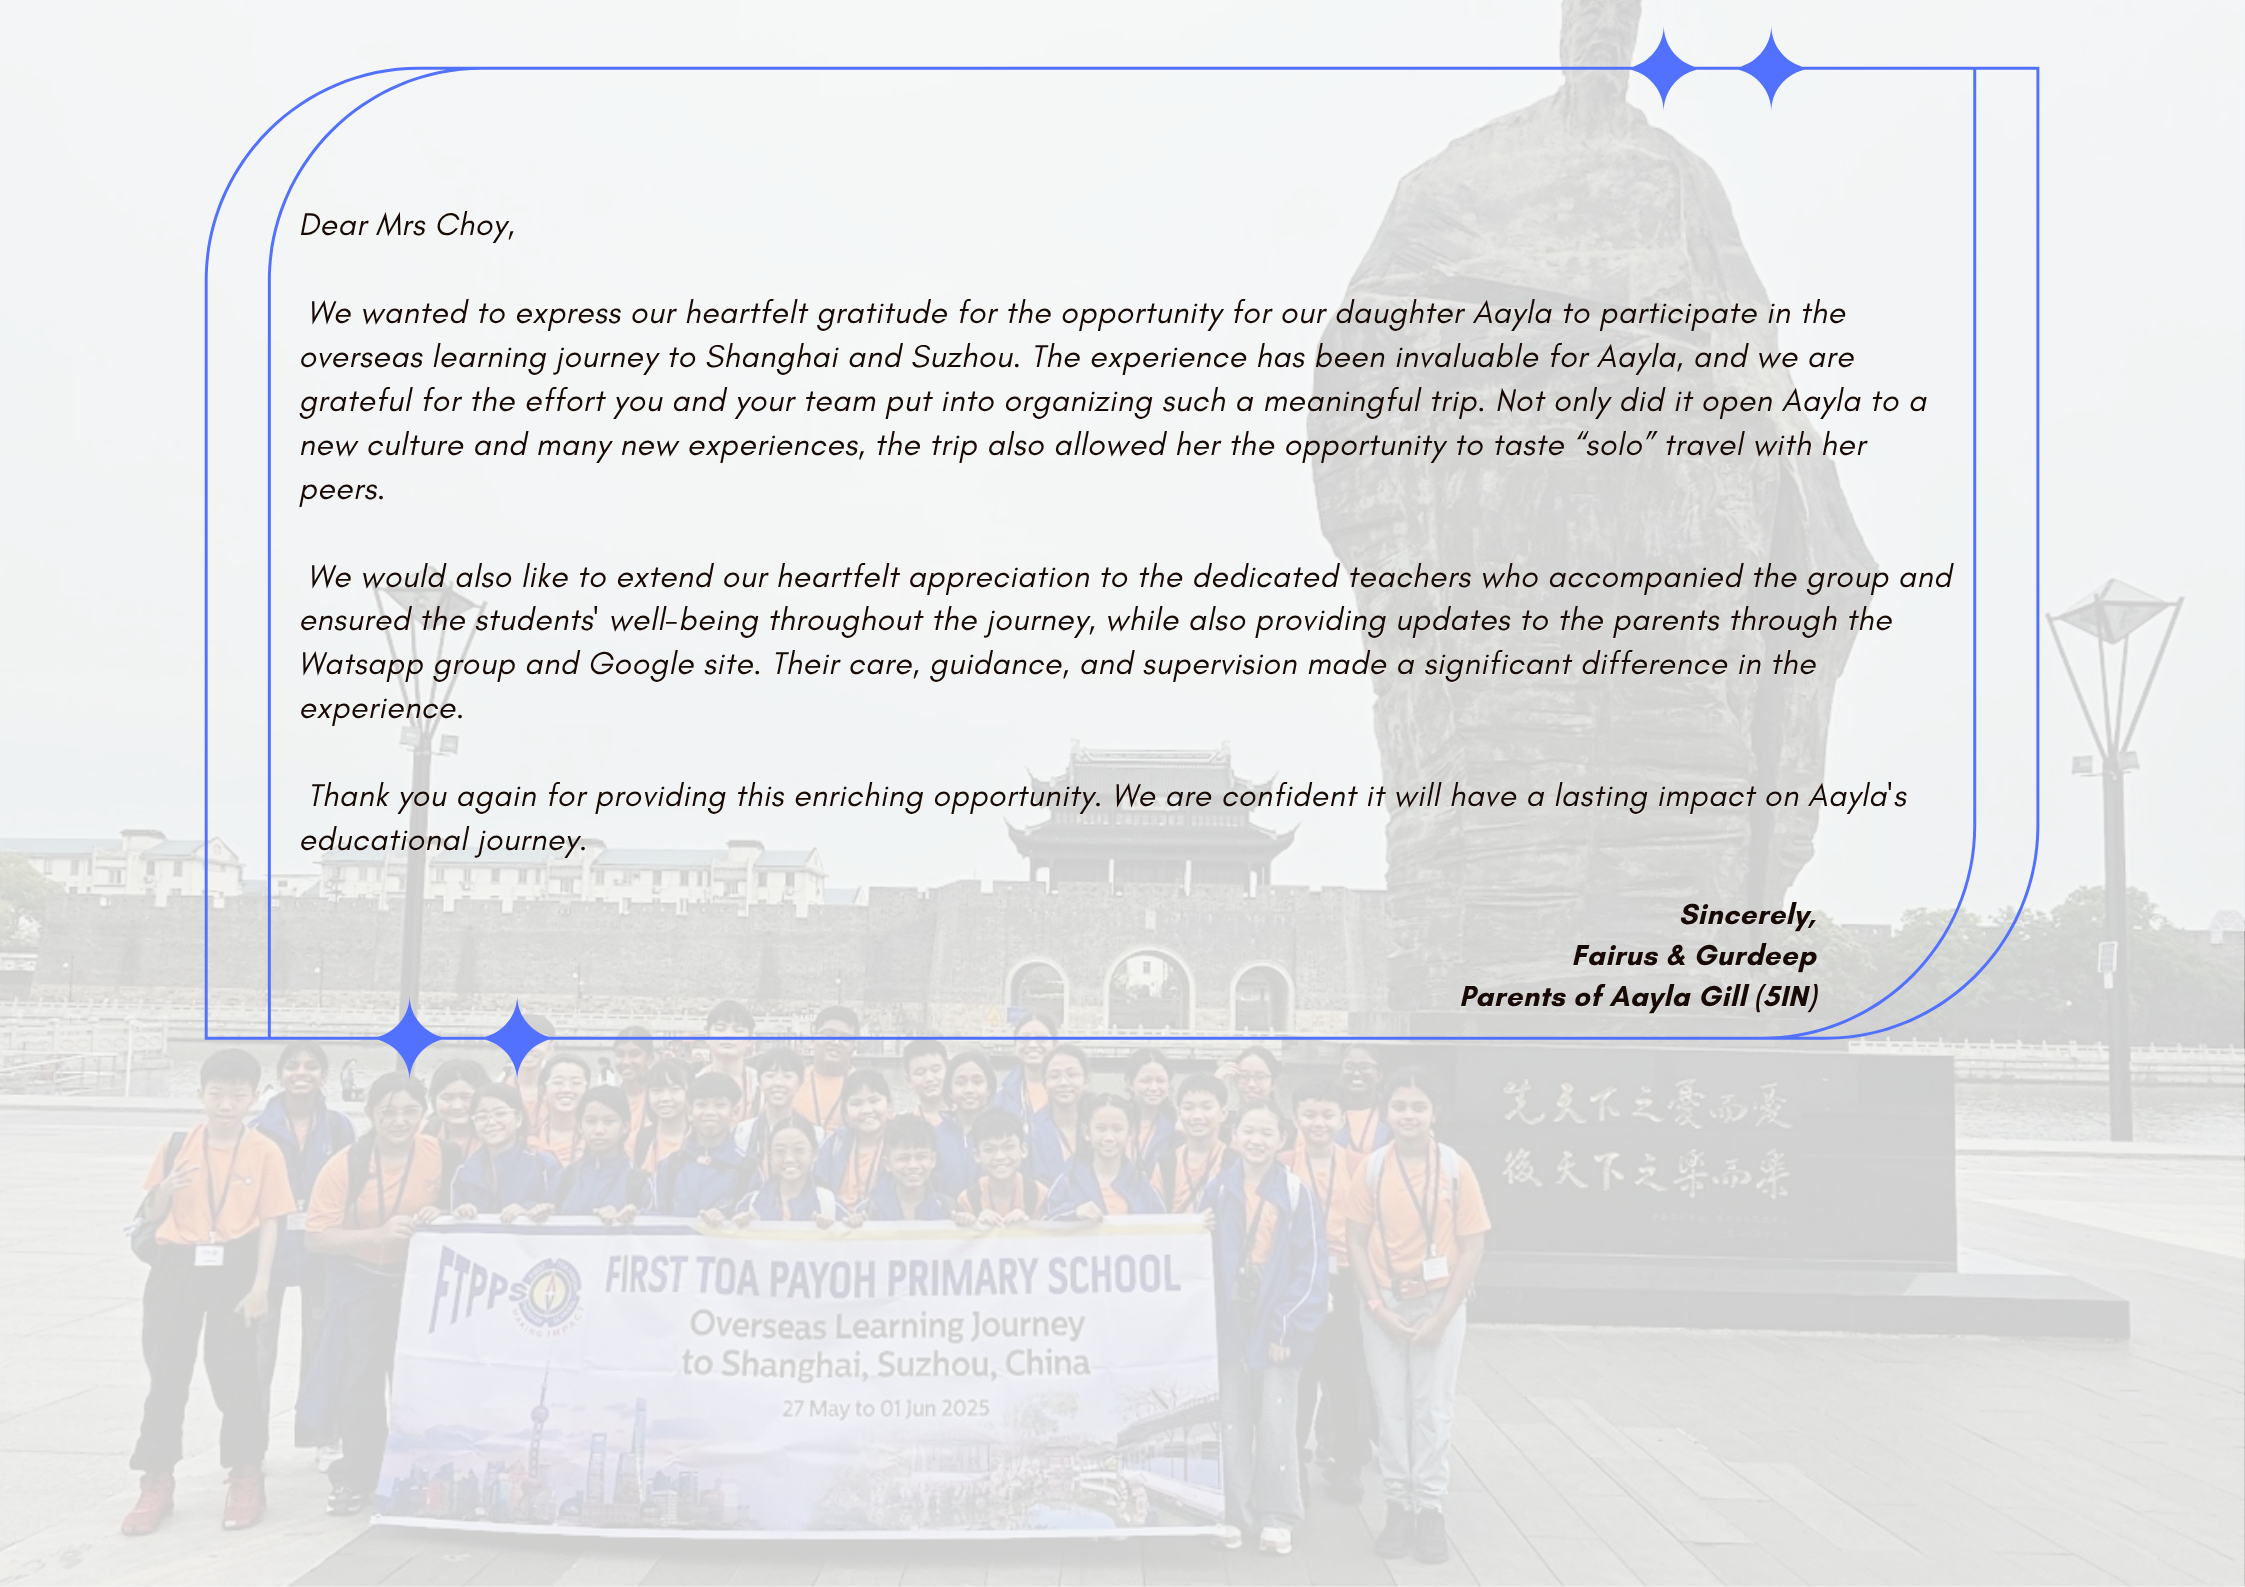 Dear Mrs Choy,
We wanted to express our heartfelt gratitude for the opportunity for our daughter Aayla to participate in the
overseas learning journey to Shanghai and Suzhou. The experience has been invaluable for Aayla, and we are
grateful for the effort you and your team put into organizing such a meaningful trip. Not only did it open Aayla to a
new culture and many new experiences, the trip also allowed her the opportunity to taste “solo” travel with her
peers.
We would also like to extend our heartfelt appreciation to the dedicated teachers who accompanied the group and
ensured the students' well-being throughout the journey, while also providing updates to the parents through the
Watsapp group and Google site. Their care, guidance, and supervision made a significant difference in the
experience.
Thank you again for providing this enriching opportunity. We are confident it will have a lasting impact on Aayla's
educational journey.
Sincerely,
Fairus & Gurdeep
Parents of Aayla Gill (5IN)
先天下之憂而憂
後天下之樂而樂
FTPPS
MAKING IMPACT
FIRST TOA PAYOH PRIMARY SCHOOL
Overseas Learning Journey
to Shanghai, Suzhou, China
27 May to 01 Jun 2025